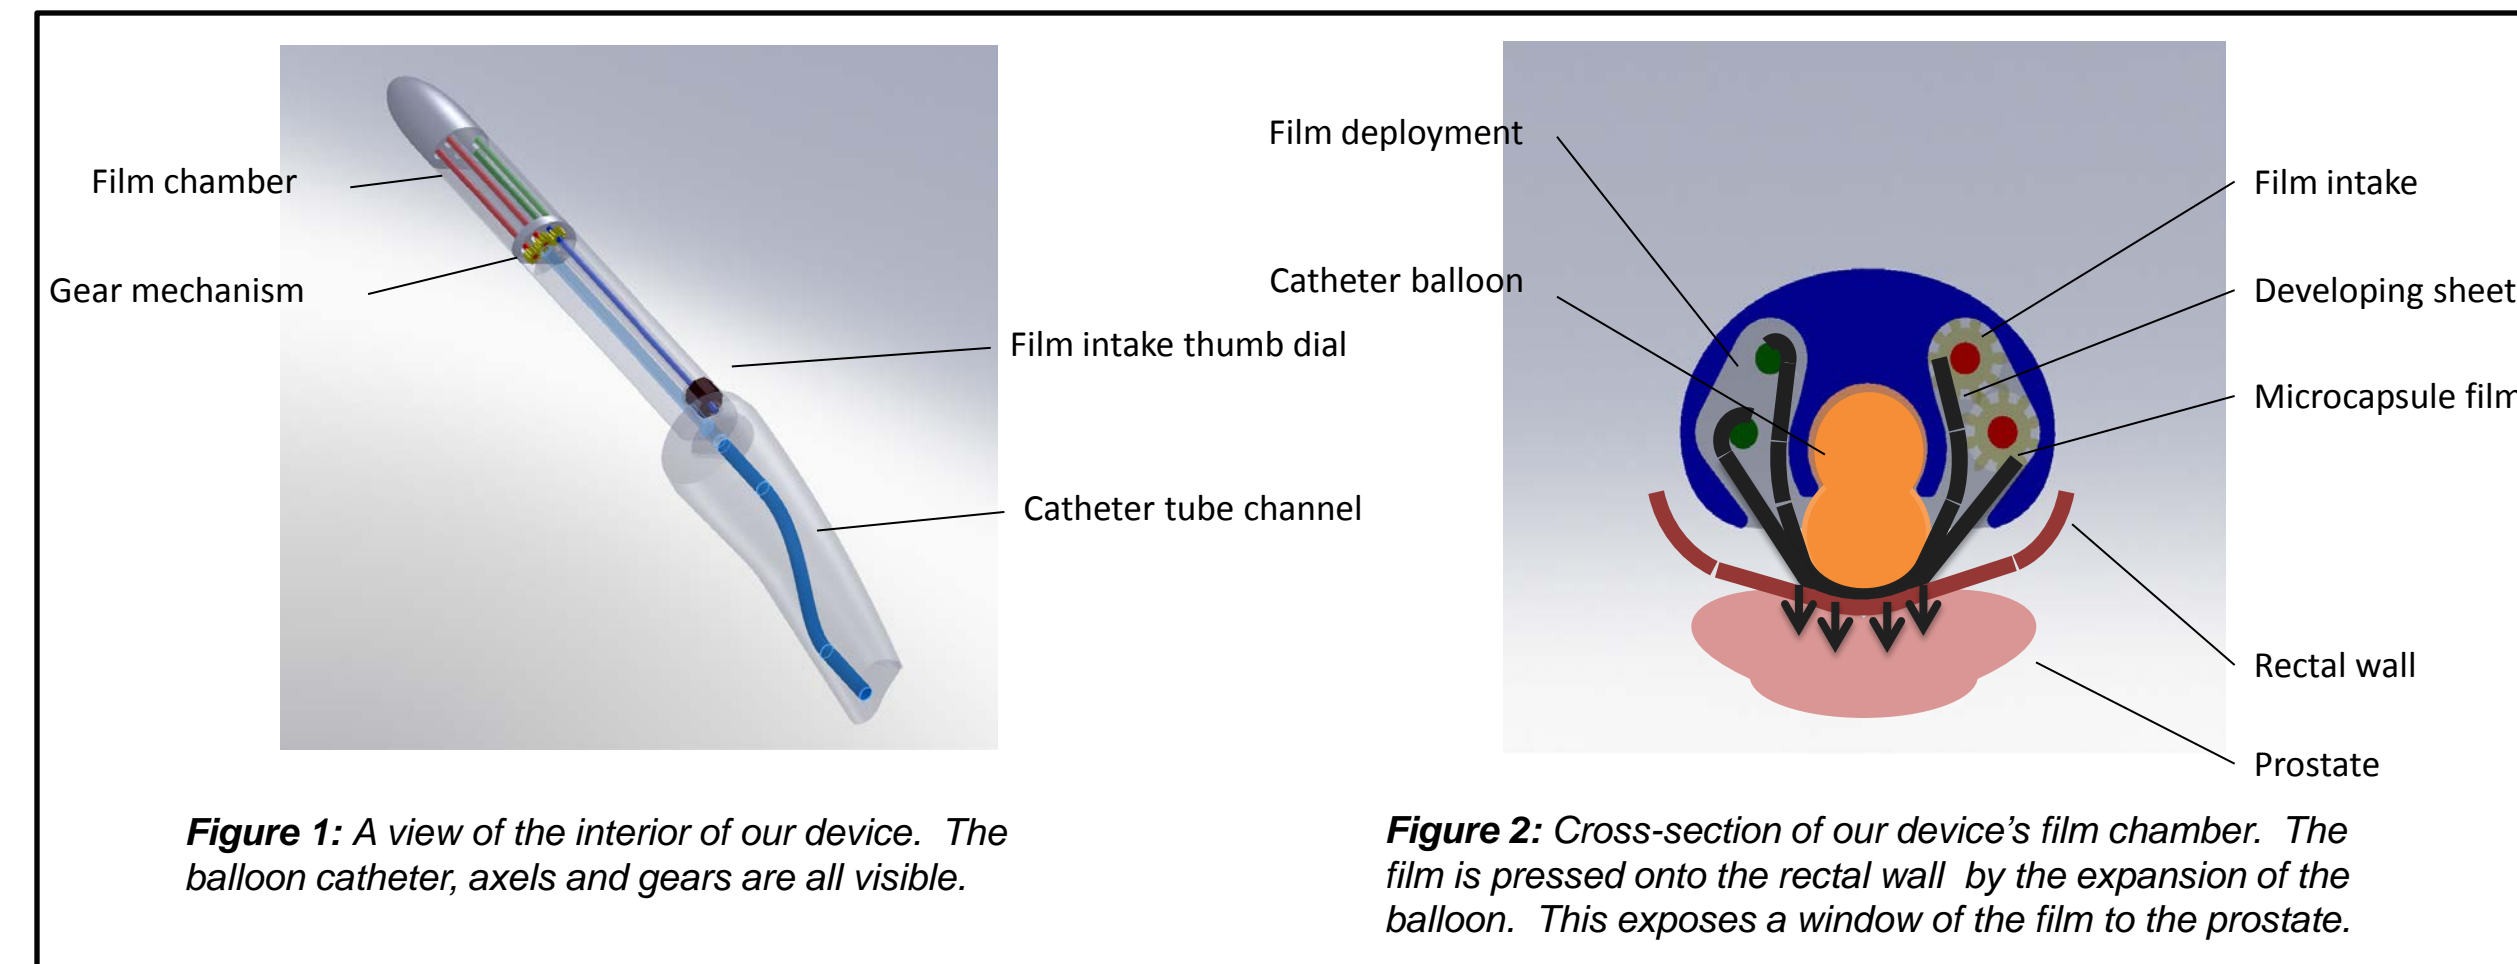 Film chamber
Gear mechanism
Film intake thumb dial
Catheter tube channel
Figure 1: A view of the interior of our device. The
balloon catheter, axels and gears are all visible.
Film deployment
Catheter balloon
Film intake
Developing sheet
Microcapsule film
Rectal wall
Prostate
Figure 2: Cross-section of our device’s film chamber. The
film is pressed onto the rectal wall by the expansion of the
balloon. This exposes a window of the film to the prostate.